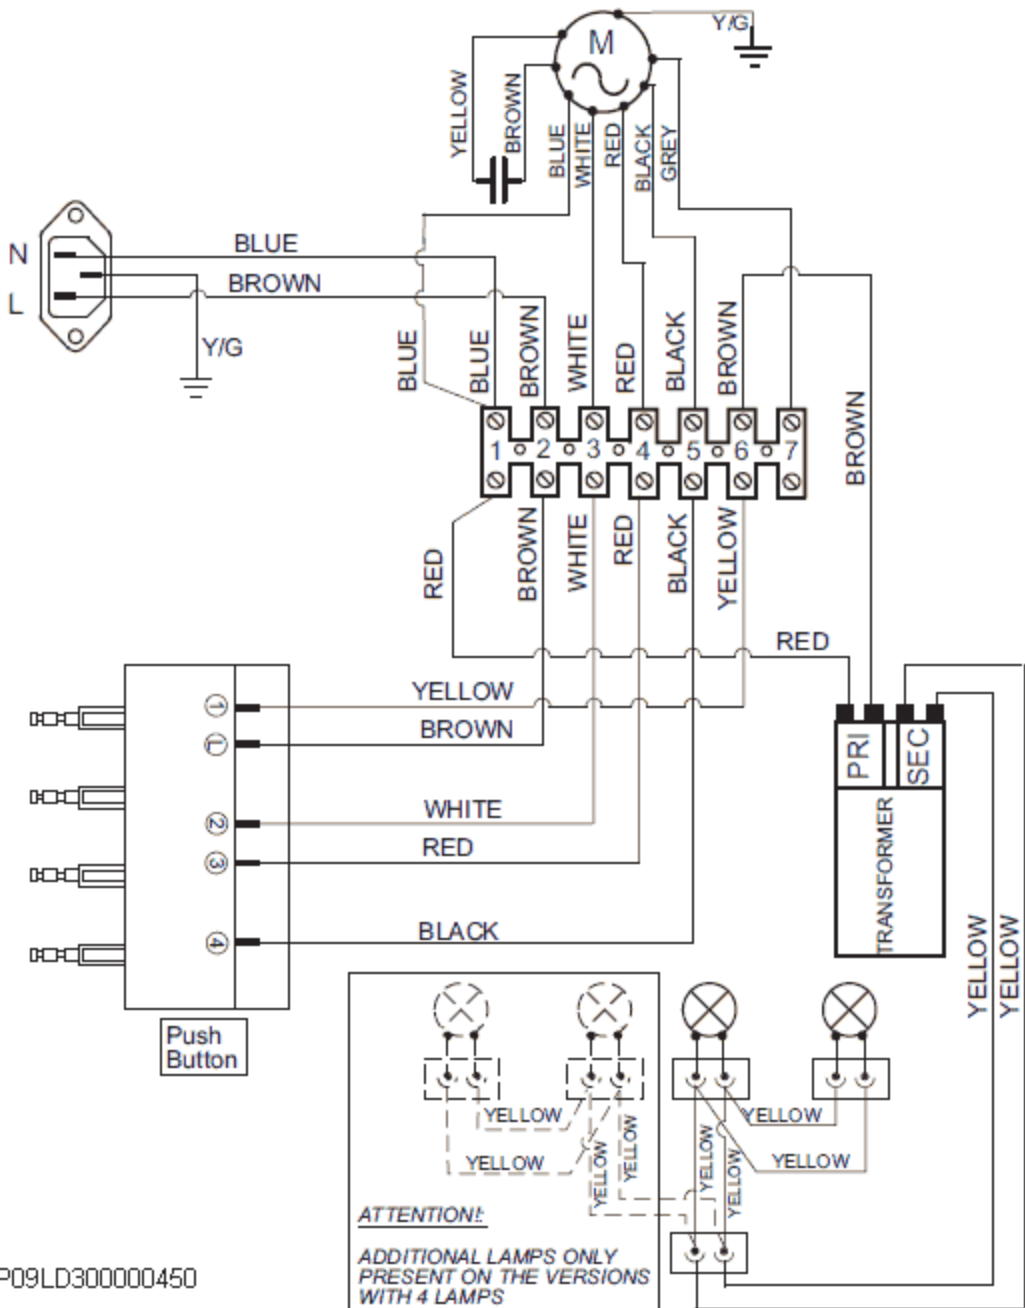 Y/G
M
YELLOW
BROWN
BLUE
WHITE
RED
BLACK
GREY
N
BLUE
L
BROWN
Y/G
BLUE
BLUE
BROWN
WHITE
RED
BLACK
BROWN
BROWN
1 2 3 4 5 6 7
RED
BROWN
WHITE
RED
BLACK
YELLOW
RED
1
YELLOW
L
BROWN
2
WHITE
3
RED
4
BLACK
PRI
SEC
TRANSFORMER
YELLOW
YELLOW
Push
Button
YELLOW
YELLOW
YELLOW
YELLOW
YELLOW
YELLOW
YELLOW
YELLOW
ATTENTION!:
ADDITIONAL LAMPS ONLY
PRESENT ON THE VERSIONS
WITH 4 LAMPS
P09LD300000450